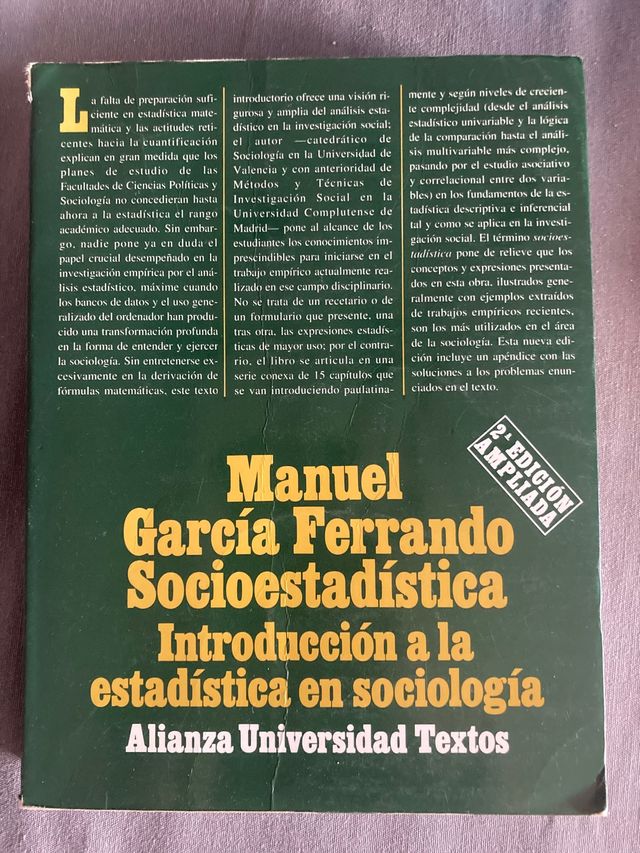 La falta de preparación sufi-
ciente en estadística mate-
mática y las actitudes reti-
centes hacia la cuantificación
explican en gran medida que los
planes de estudio de las
Facultades de Ciencias Políticas y
Sociología no concedieran hasta
ahora a la estadística el rango
académico adecuado. Sin embar-
go, nadie pone ya en duda el
papel crucial desempeñado en la
investigación empírica por el aná-
lisis estadístico, máxime cuando
los bancos de datos y el uso gene-
ralizado del ordenador han produ-
cido una transformación profunda
en la forma de entender y ejercer
la sociología. Sin entretenerse ex-
cesivamente en la derivación de
fórmulas matemáticas, este texto
introductorio ofrece una visión ri-
gurosa y amplia del análisis esta-
dístico en la investigación social;
el autor —catedrático de
Sociología en la Universidad de
Valencia y con anterioridad de
Métodos y Técnicas de
Investigación Social en la
Universidad Complutense de
Madrid— pone al alcance de los
estudiantes los conocimientos im-
prescindibles para iniciarse en el
trabajo empírico actualmente rea-
lizado en ese campo disciplinario.
No se trata de un recetario o de
un formulario que presente, una
tras otra, las expresiones estadís-
ticas de mayor uso; por el contra-
rio, el libro se articula en una
serie conexa de 15 capítulos que
se van introduciendo paulatina-
mente y según niveles de crecien-
te complejidad (desde el análisis
estadístico univariable y la lógica
de la comparación hasta el análi-
sis multivariable más complejo,
pasando por el estudio asociativo
y correlacional entre dos varia-
bles) en los fundamentos de la es-
tadística descriptiva e inferencial
tal y como se aplica en la investi-
gación social. El término socioes-
tadística pone de relieve que los
conceptos y expresiones presenta-
dos en esta obra, ilustrados gene-
ralmente con ejemplos extraídos
de trabajos empíricos recientes,
son los más utilizados en el área
de la sociología. Esta nueva edi-
ción incluye un apéndice con las
soluciones a los problemas enun-
ciados en el texto.
2ª EDICIÓN
AMPLIADA
Manuel
García Ferrando
Socioestadística
Introducción a la
estadística en sociología
Alianza Universidad Textos